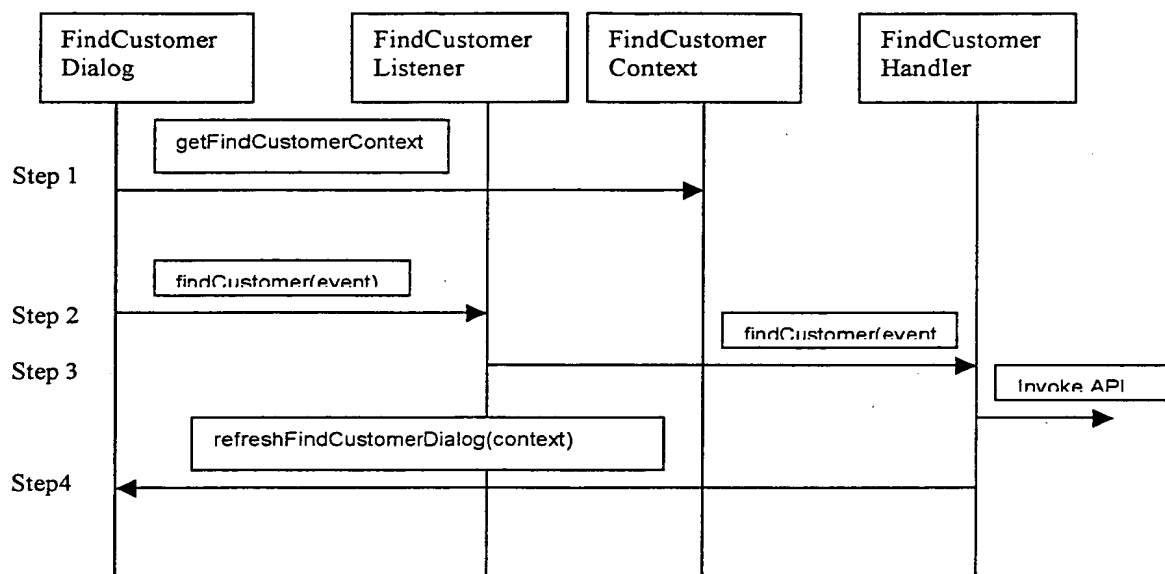 FindCustomer
Dialog
FindCustomer
Listener
FindCustomer
Context
FindCustomer
Handler
getFindCustomerContext
Step 1
findCustomer(event)
Step 2
findCustomer(event
Step 3
Invoke API
refreshFindCustomerDialog(context)
Step4